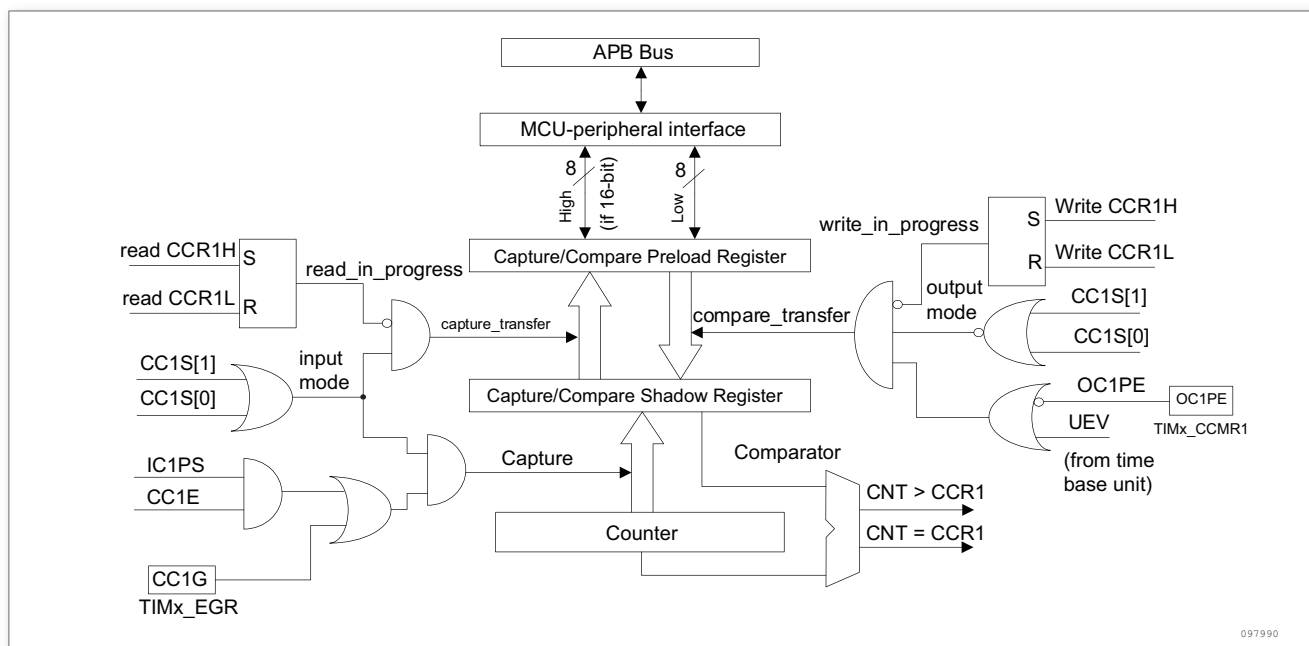 APB Bus
MCU-peripheral interface
8
8
High
(if 16-bit)
Low
Capture/Compare Preload Register
read CCR1H
S
read_in_progress
read CCR1L
R
capture_transfer
CC1S[1]
input
mode
CC1S[0]
write_in_progress
S
Write CCR1H
R
Write CCR1L
compare_transfer
output
mode
CC1S[1]
CC1S[0]
Capture/Compare Shadow Register
OC1PE
OC1PE
UEV
TIMx_CCMR1
(from time
base unit)
IC1PS
CC1E
Capture
Comparator
CNT > CCR1
CNT = CCR1
Counter
CC1G
TIMx_EGR
097990